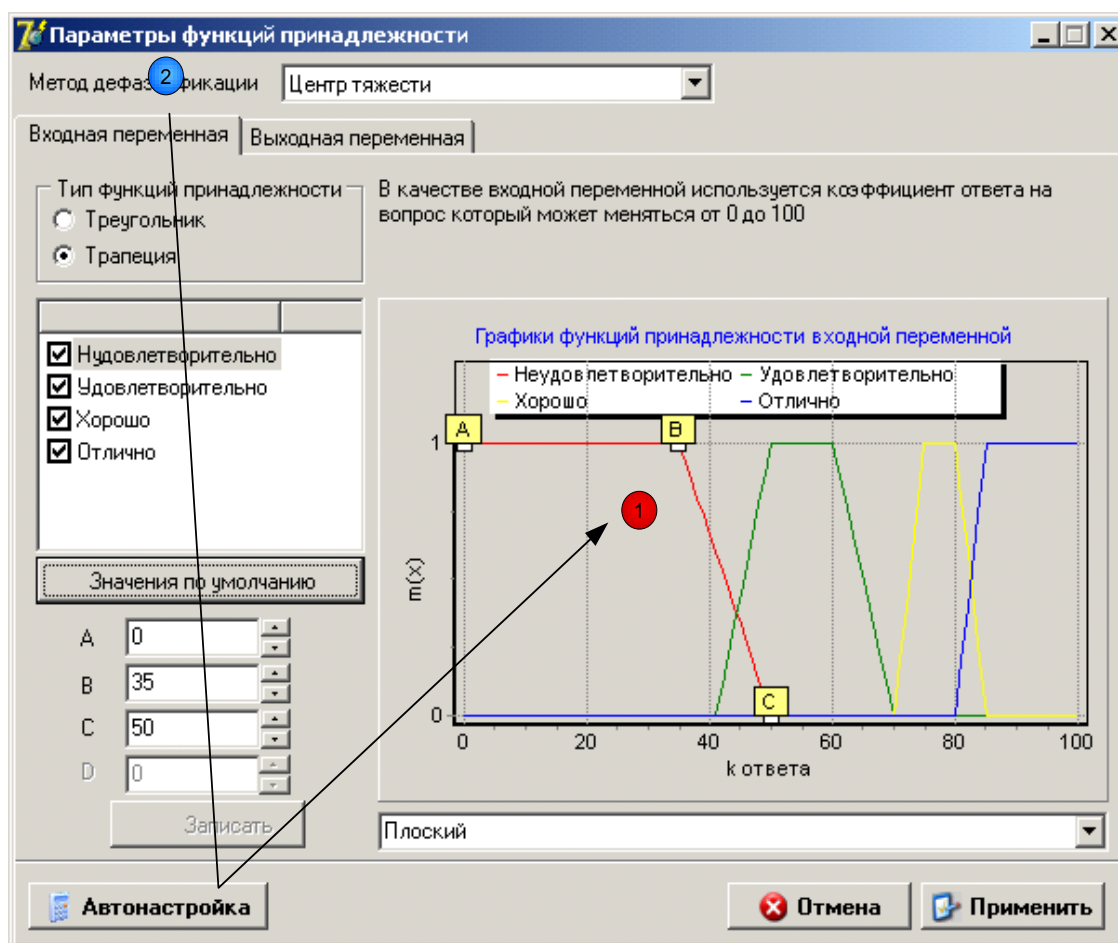 Параметры функций принадлежности
Метод дефаз 2 фикации Центр тяжести
Входная переменная Выходная переменная
Тип функций принадлежности
Треугольник
Трапеция
В качестве входной переменной используется коэффициент ответа на
вопрос который может меняться от 0 до 100
Нудовлетворительно
Удовлетворительно
Хорошо
Отлично
Значения по умолчанию
A 0
B 35
C 50
D 0
Записать
Графики функций принадлежности входной переменной
Неудовлетворительно Удовлетворительно
Хорошо Отлично
A B
1
1
m(x)
C
0
0 20 40 60 80 100
k ответа
Плоский
Автонастройка Отмена Применить